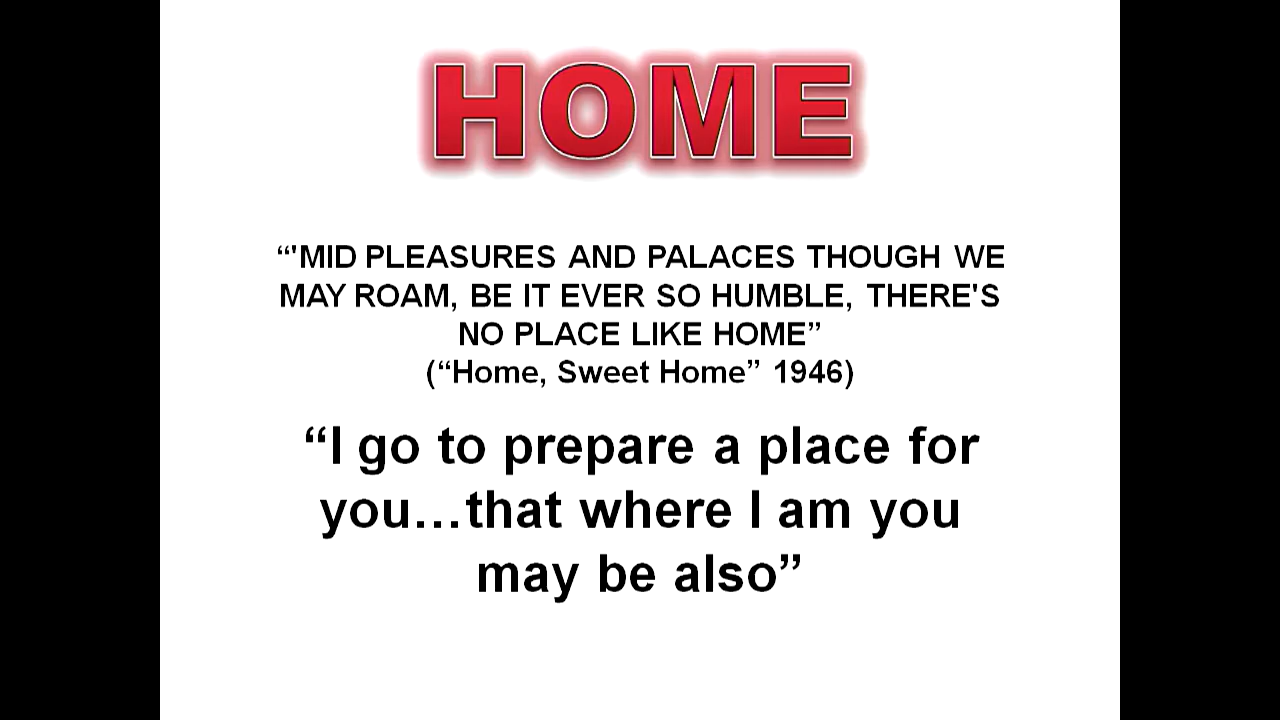 HOME
“'MID PLEASURES AND PALACES THOUGH WE
MAY ROAM, BE IT EVER SO HUMBLE, THERE'S
NO PLACE LIKE HOME”
(“Home, Sweet Home” 1946)
“I go to prepare a place for
you…that where I am you
may be also”